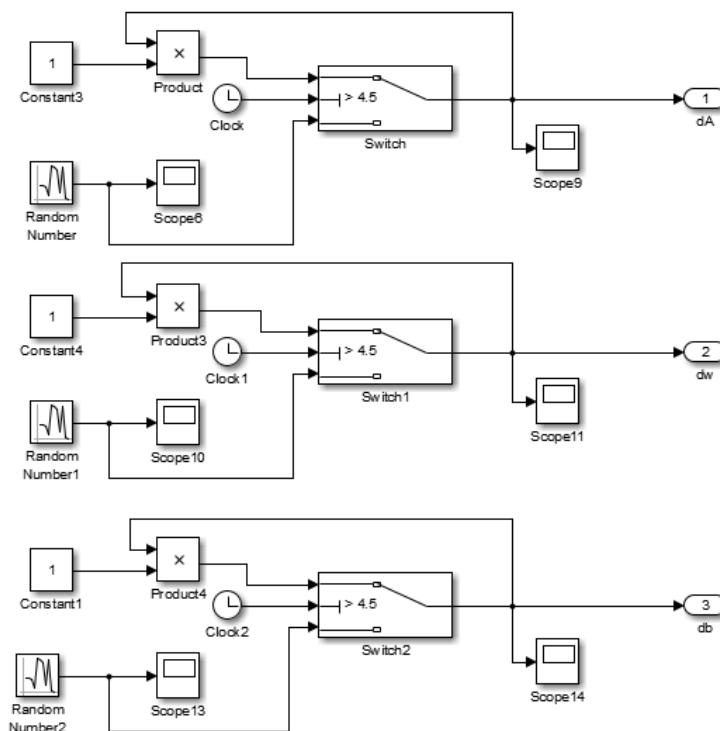 1
Constant3
×
Product
Clock
> 4.5
Switch
1
dA
Scope9
Random
Number
Scope6
1
Constant4
×
Product3
Clock1
> 4.5
Switch1
2
dw
Scope11
Random
Number1
Scope10
1
Constant1
×
Product4
Clock2
> 4.5
Switch2
3
db
Scope14
Random
Number2
Scope13